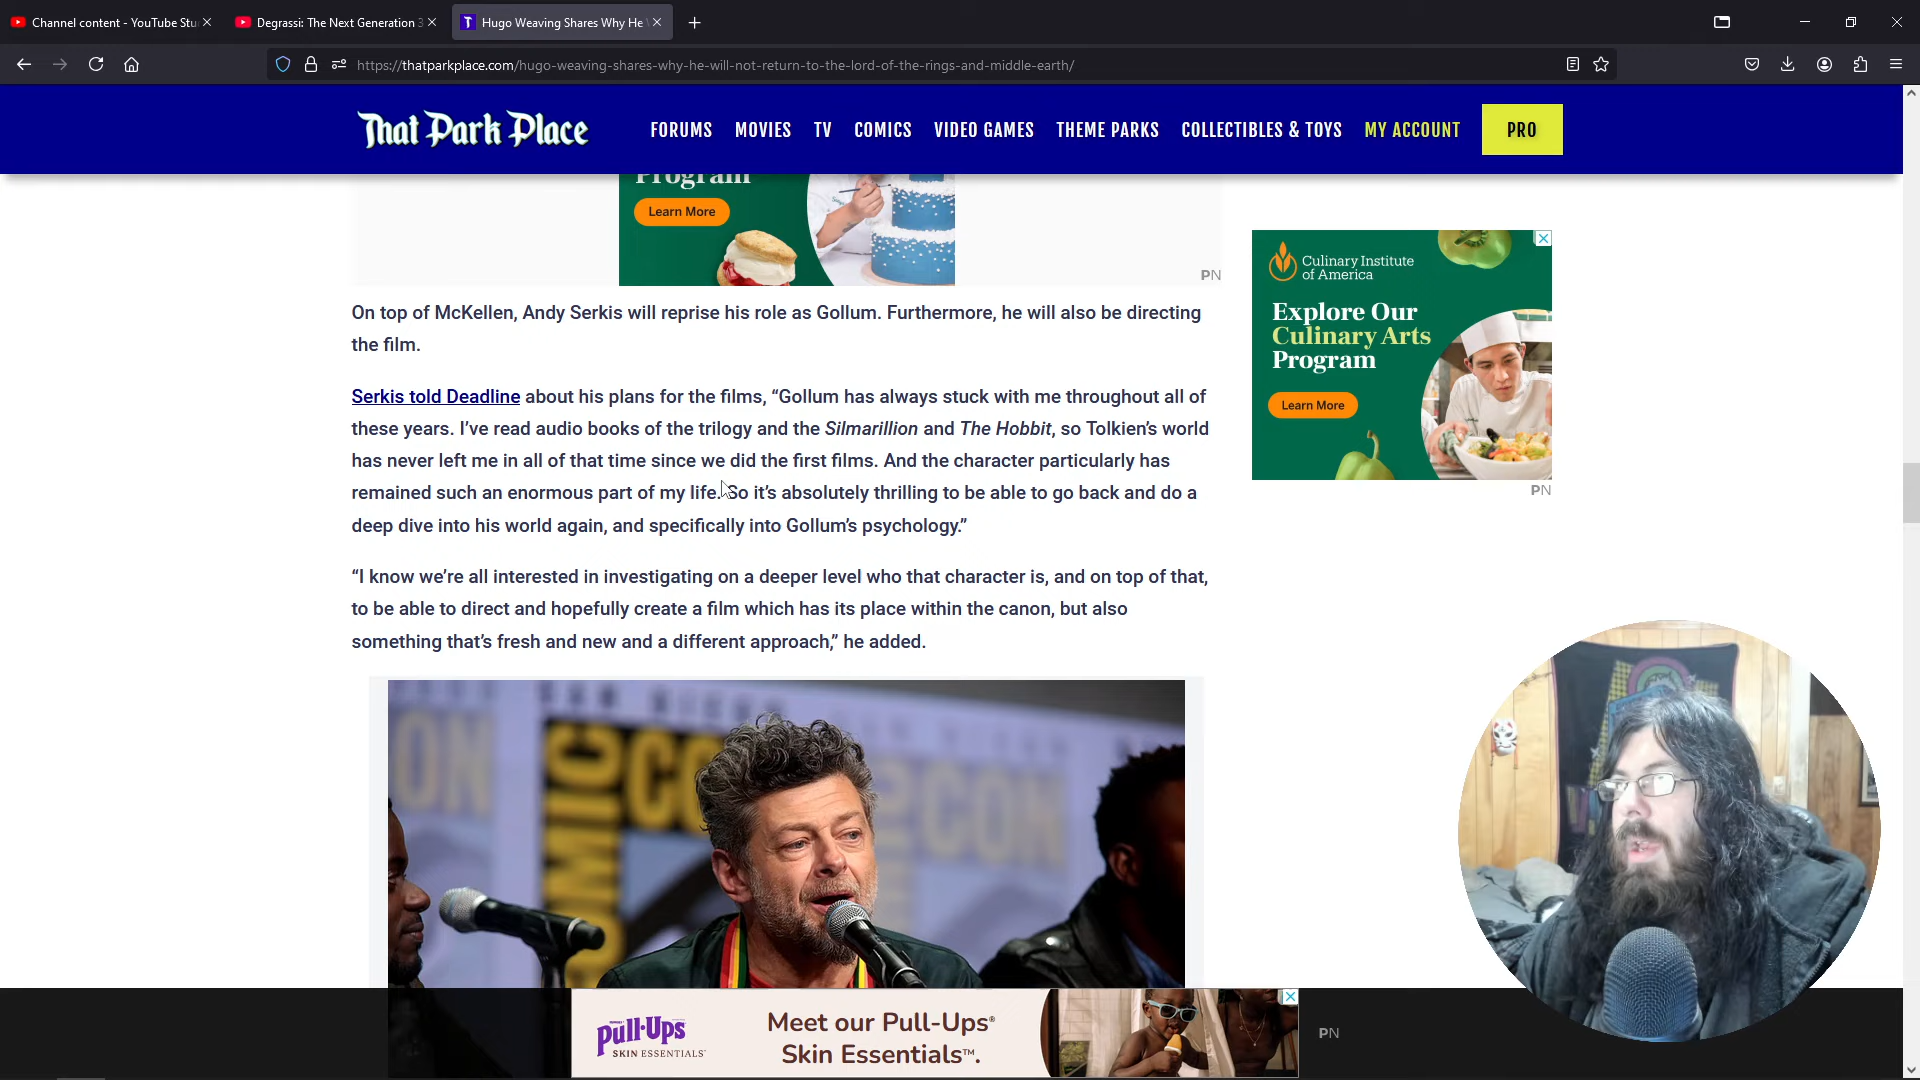 Channel content - YouTube Stu
Degrassi: The Next Generation 3
Hugo Weaving Shares Why He W
https://thatparkplace.com/hugo-weaving-shares-why-he-will-not-return-to-the-lord-of-the-rings-and-middle-earth/
That Park Place
FORUMS MOVIES TV COMICS VIDEO GAMES THEME PARKS COLLECTIBLES & TOYS MY ACCOUNT PRO
Program
Learn More
PN
On top of McKellen, Andy Serkis will reprise his role as Gollum. Furthermore, he will also be directing
the film.
Serkis told Deadline about his plans for the films, “Gollum has always stuck with me throughout all of
these years. I’ve read audio books of the trilogy and the Silmarillion and The Hobbit, so Tolkien’s world
has never left me in all of that time since we did the first films. And the character particularly has
remained such an enormous part of my life. So it’s absolutely thrilling to be able to go back and do a
deep dive into his world again, and specifically into Gollum’s psychology.”
“I know we’re all interested in investigating on a deeper level who that character is, and on top of that,
to be able to direct and hopefully create a film which has its place within the canon, but also
something that’s fresh and new and a different approach,” he added.
Culinary Institute
of America
Explore Our
Culinary Arts
Program
Learn More
PN
SAN DIEGO
ON
COMIC
CON
Pull-Ups
SKIN ESSENTIALS™
Meet our Pull-Ups®
Skin Essentials™.
PN